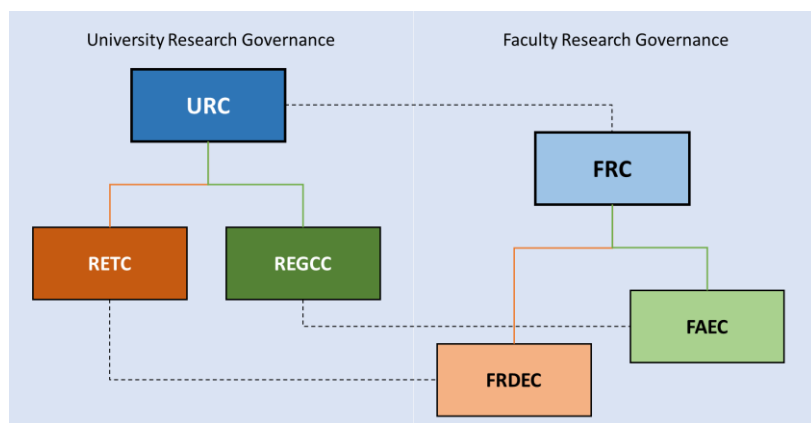 University Research Governance
Faculty Research Governance
URC
FRC
RETC
REGCC
FAEC
FRDEC